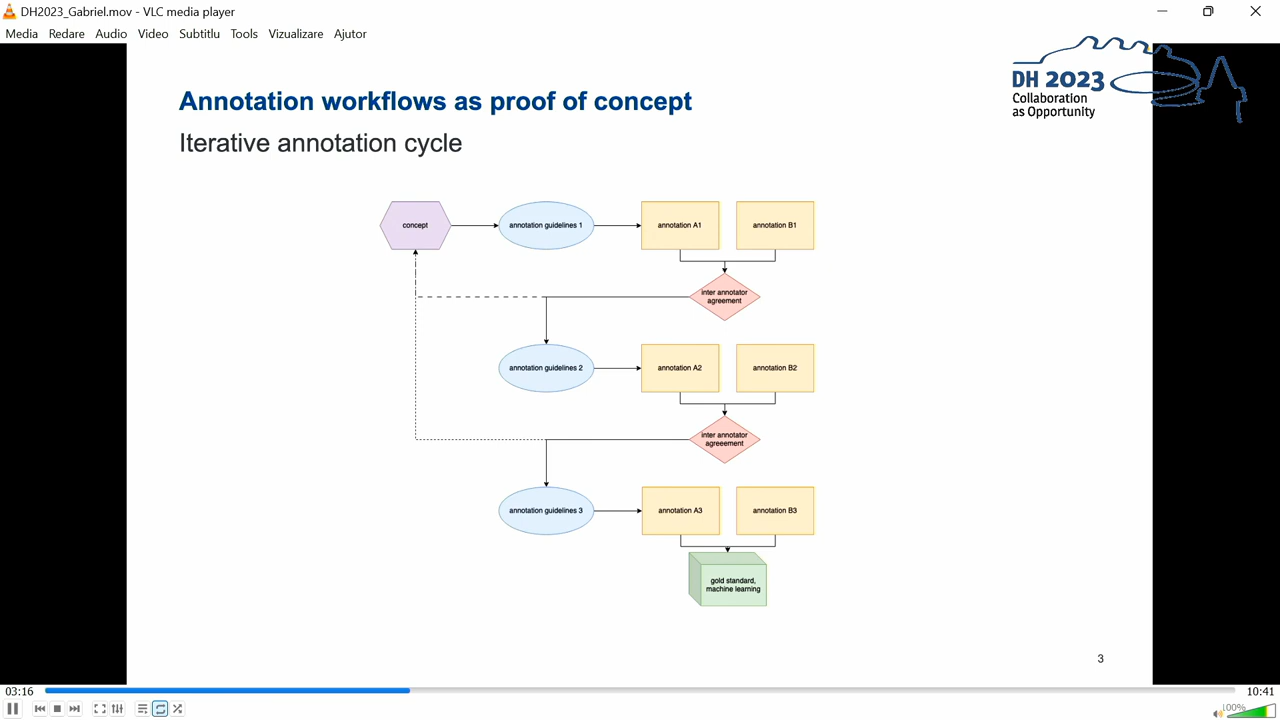 DH2023_Gabriel.mov - VLC media player
Media Redare Audio Video Subtitlu Tools Vizualizare Ajutor
DH 2023
Collaboration
as Opportunity
Annotation workflows as proof of concept
Iterative annotation cycle
concept
annotation guidelines 1
annotation A1
annotation B1
inter annotator
agreement
annotation guidelines 2
annotation A2
annotation B2
inter annotator
agreeement
annotation guidelines 3
annotation A3
annotation B3
gold standard,
machine learning
3
03:16
10:41
100%